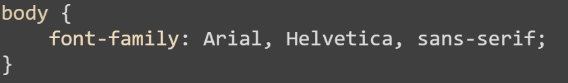 body {
    font-family: Arial, Helvetica, sans-serif;
}